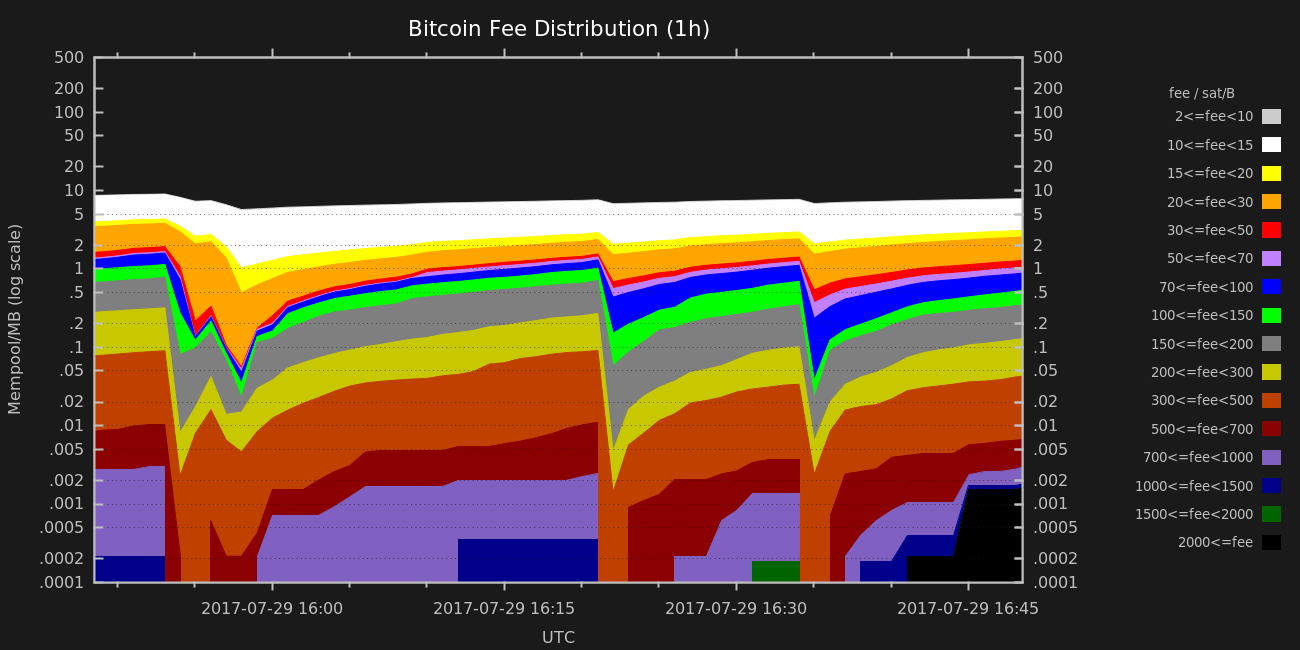 Bitcoin Fee Distribution (1h)
500 500
200 200
100 100
50 50
20 20
10 10
5 5
2 2
1 1
.5 .5
.2 .2
.1 .1
.05 .05
.02 .02
.01 .01
.005 .005
.002 .002
.001 .001
.0005 .0005
.0002 .0002
.0001 .0001
Mempool/MB (log scale)
2017-07-29 16:00 2017-07-29 16:15 2017-07-29 16:30 2017-07-29 16:45
UTC
fee / sat/B
2<=fee<10
10<=fee<15
15<=fee<20
20<=fee<30
30<=fee<50
50<=fee<70
70<=fee<100
100<=fee<150
150<=fee<200
200<=fee<300
300<=fee<500
500<=fee<700
700<=fee<1000
1000<=fee<1500
1500<=fee<2000
2000<=fee